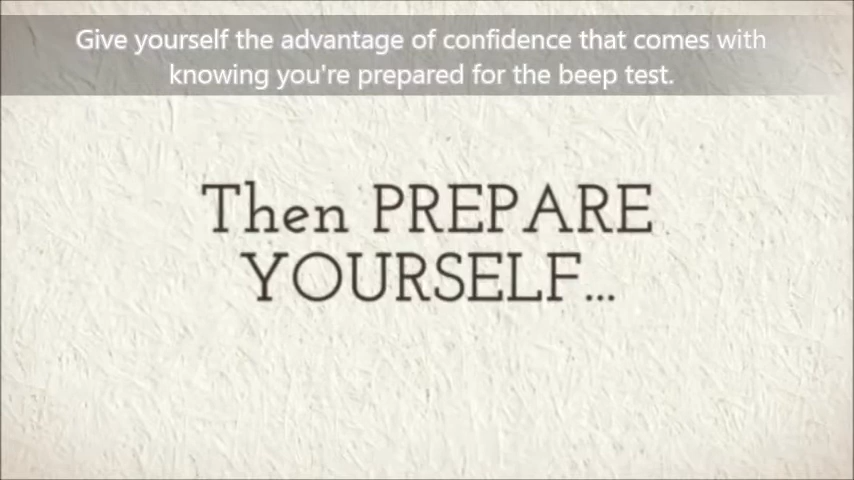 Give yourself the advantage of confidence that comes with
knowing you're prepared for the beep test.
Then PREPARE
YOURSELF...